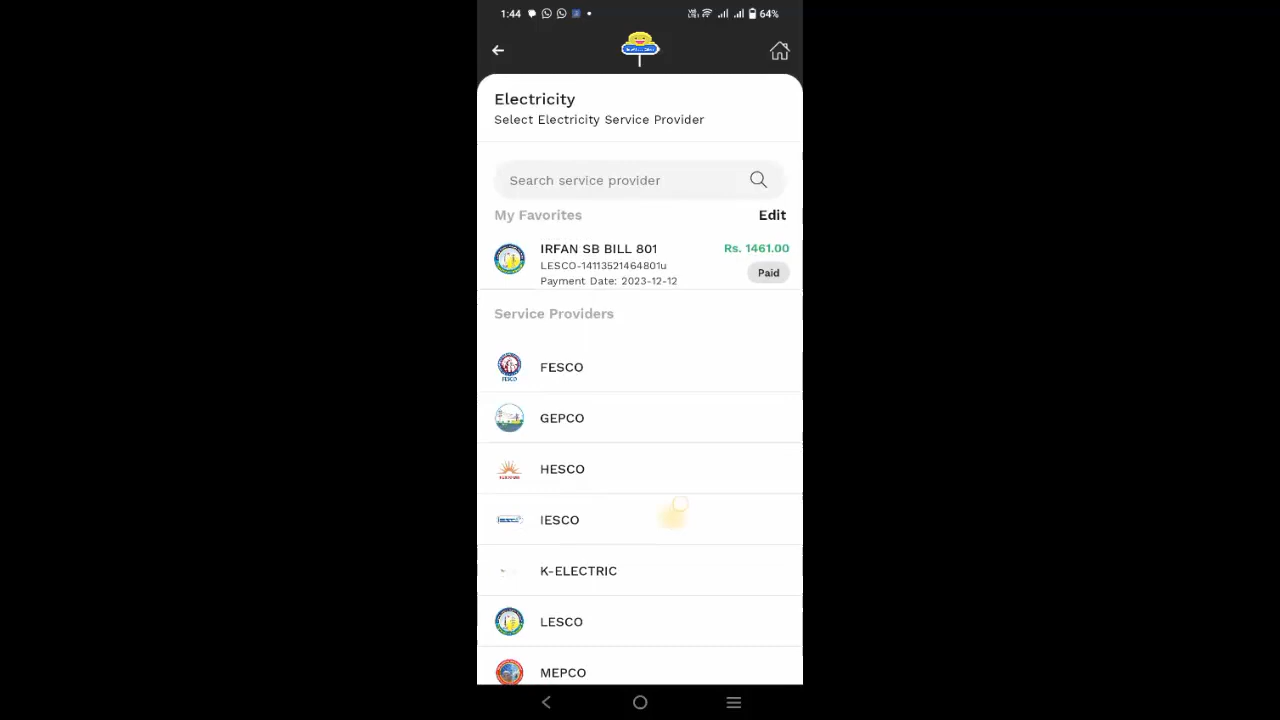 1:44
64%
Electricity
Select Electricity Service Provider
Search service provider
My Favorites
Edit
IRFAN SB BILL 801
Rs. 1461.00
LESCO-14113521464801u
Paid
Payment Date: 2023-12-12
Service Providers
FESCO
FESCO
GEPCO
HESCO
IESCO
K-ELECTRIC
LESCO
MEPCO